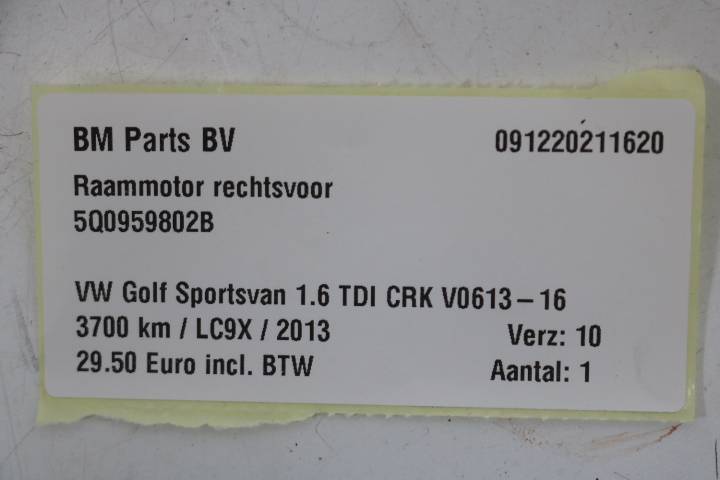 BM Parts BV 091220211620
Raammotor rechtsvoor
5Q0959802B
VW Golf Sportsvan 1.6 TDI CRK V0613-16
3700 km / LC9X / 2013 Verz: 10
29.50 Euro incl. BTW Aantal: 1